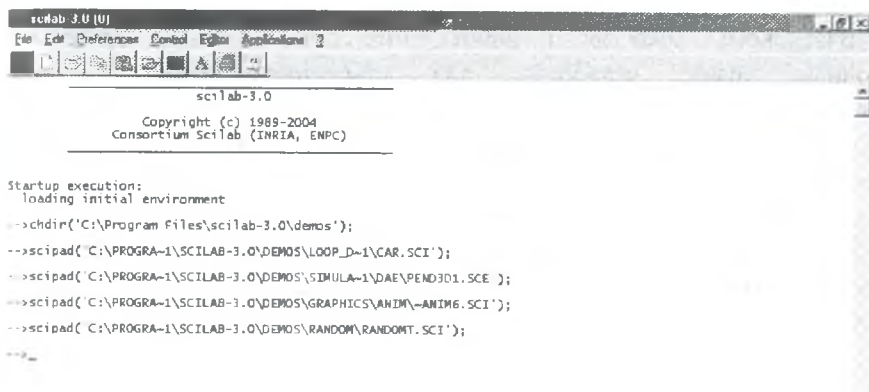 scilab-3.0 (0)
File Edit Preferences Control Editor Applications ?
scilab-3.0
Copyright (c) 1989-2004
Consortium Scilab (INRIA, ENPC)
Startup execution:
loading initial environment
-->chdir('C:\Program Files\scilab-3.0\demos');
-->scipad('C:\PROGRA~1\SCILAB-3.0\DEMOS\LOOP_D~1\CAR.SCI');
-->scipad('C:\PROGRA~1\SCILAB-3.0\DEMOS\SIMULA~1\DAE\PEND3D1.SCE');
-->scipad('C:\PROGRA~1\SCILAB-3.0\DEMOS\GRAPHICS\ANIM\~ANIM6.SCI');
-->scipad('C:\PROGRA~1\SCILAB-3.0\DEMOS\RANDOM\RANDOMT.SCI');
-->_